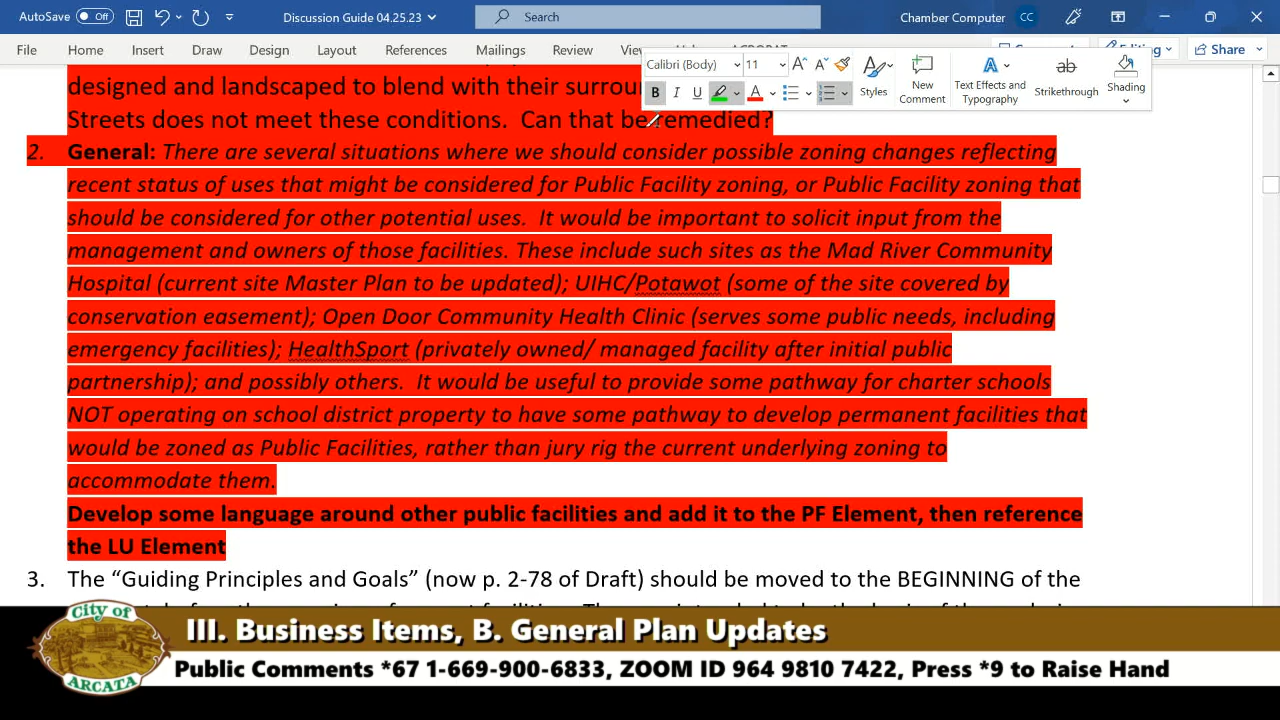 AutoSave Off Discussion Guide 04.25.23 Search Chamber Computer CC
File Home Insert Draw Design Layout References Mailings Review Editing Share
Calibri (Body) 11 Styles New Comment Text Effects and Typography Strikethrough Shading
designed and landscaped to blend with their
Streets does not meet these conditions. Can that be remedied?
2. General: There are several situations where we should consider possible zoning changes reflecting
recent status of uses that might be considered for Public Facility zoning, or Public Facility zoning that
should be considered for other potential uses. It would be important to solicit input from the
management and owners of those facilities. These include such sites as the Mad River Community
Hospital (current site Master Plan to be updated); UIHC/Potawot (some of the site covered by
conservation easement); Open Door Community Health Clinic (serves some public needs, including
emergency facilities); HealthSport (privately owned/ managed facility after initial public
partnership); and possibly others. It would be useful to provide some pathway for charter schools
NOT operating on school district property to have some pathway to develop permanent facilities that
would be zoned as Public Facilities, rather than jury rig the current underlying zoning to
accommodate them.
Develop some language around other public facilities and add it to the PF Element, then reference
the LU Element
3. The “Guiding Principles and Goals” (now p. 2-78 of Draft) should be moved to the BEGINNING of the
City of
ARCATA
III. Business Items, B. General Plan Updates
Public Comments *67 1-669-900-6833, ZOOM ID 964 9810 7422, Press *9 to Raise Hand